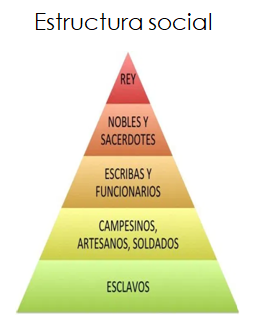 Estructura social
REY
NOBLES Y
SACERDOTES
ESCRIBAS Y
FUNCIONARIOS
CAMPESINOS,
ARTESANOS, SOLDADOS
ESCLAVOS